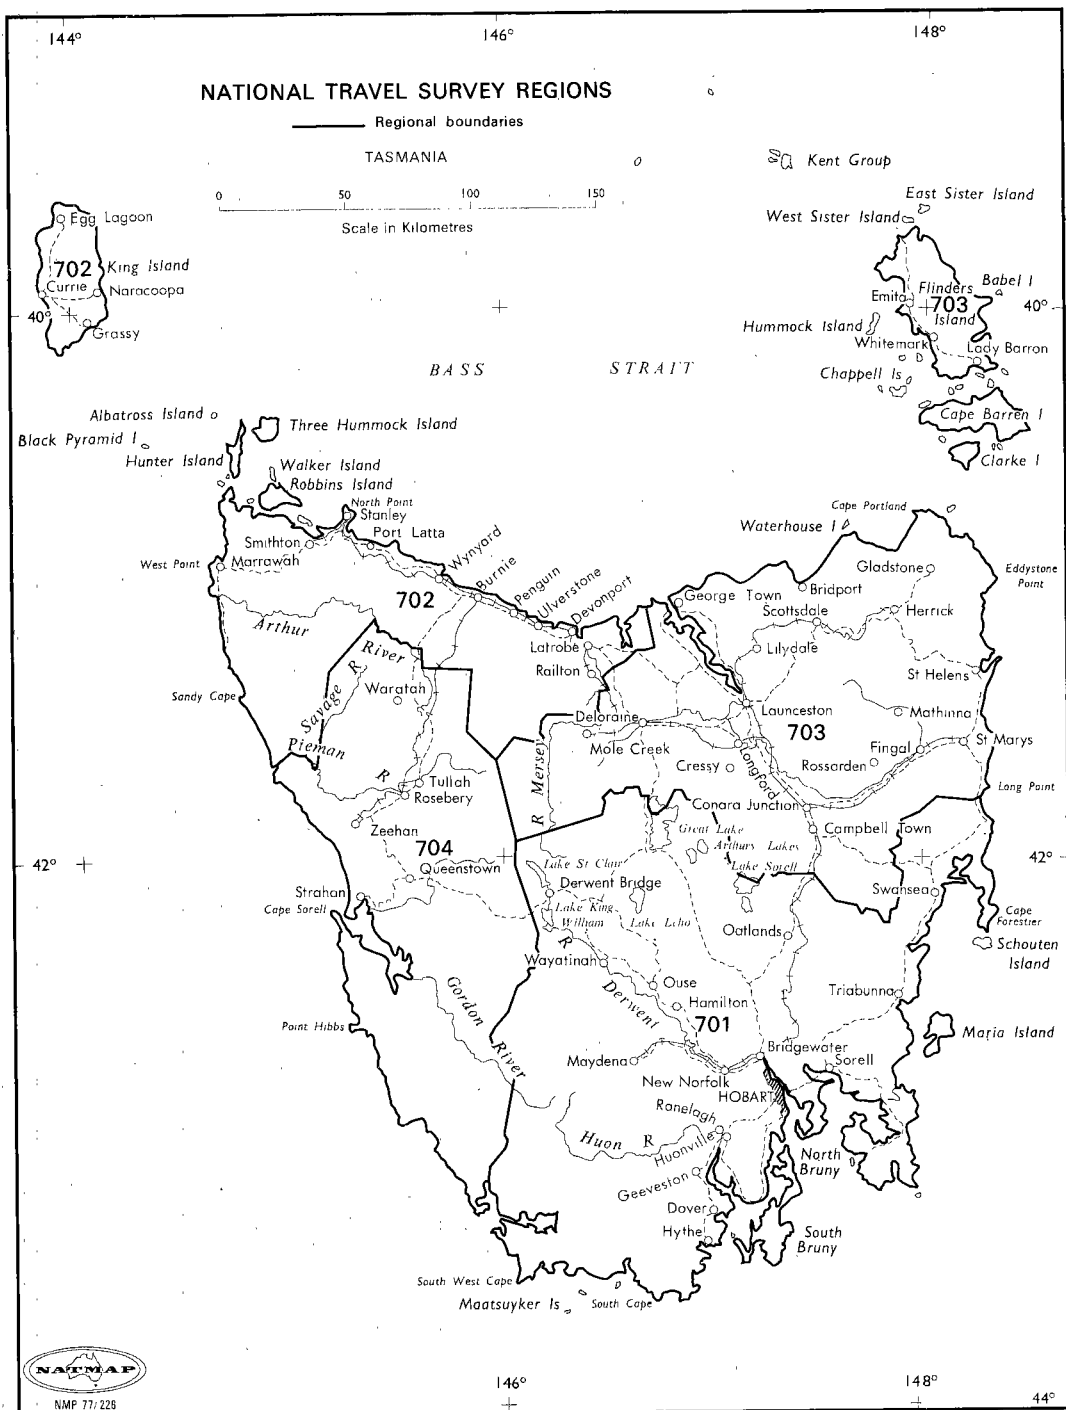 144°
146°
148°
NATIONAL TRAVEL SURVEY REGIONS
Regional boundaries
TASMANIA
0 50 100 150
Scale in Kilometres
Kent Group
East Sister Island
West Sister Island
Egg Lagoon
702 King Island
Currie
Naracoopa
Grassy
40°
Flinders
Babel I
Emita
703
Island
40°
Hummock Island
Whitemark
Lady Barron
Chappell Is
BASS STRAIT
Cape Barren I
Clarke I
Albatross Island
Black Pyramid I
Three Hummock Island
Hunter Island
Walker Island
Robbins Island
North Point
Stanley
Cape Portland
Waterhouse I
Smithton
Port Latta
West Point
Marrawah
Wynyard
Burnie
Penguin
Ulverstone
Devonport
702
Gladstone
Eddystone
Point
Bridport
George Town
Scottsdale
Herrick
Arthur
River
Latrobe
Lilydale
Railton
St Helens
Savage R
Waratah
Sandy Cape
Launceston
Mathinna
Deloraine
703
Mole Creek
Pieman
R
Fingal
St Marys
Longford
Cressy
Rossarden
Mersey
R
Tullah
Rosebery
Long Point
Conara Junction
Zeehan
Great Lake
Campbell Town
Arthurs Lakes
704
42°
42°
Lake St Clair
Lake Sorell
Queenstown
Derwent Bridge
Swansea
Strahan
Cape Sorell
Lake King
William
Lake Echo
Cape
Forestier
Oatlands
Schouten
Island
R
Wayatinah
Derwent
Ouse
Gordon
River
Triabunna
Hamilton
701
Point Hibbs
Maria Island
Maydena
Bridgewater
Sorell
New Norfolk
HOBART
Ranelagh
Huon R
Huonville
North
Bruny
Geeveston
Dover
Hythe
South
Bruny
South West Cape
Maatsuyker Is
South Cape
NATMAP
NMP 77/226
146°
148°
44°